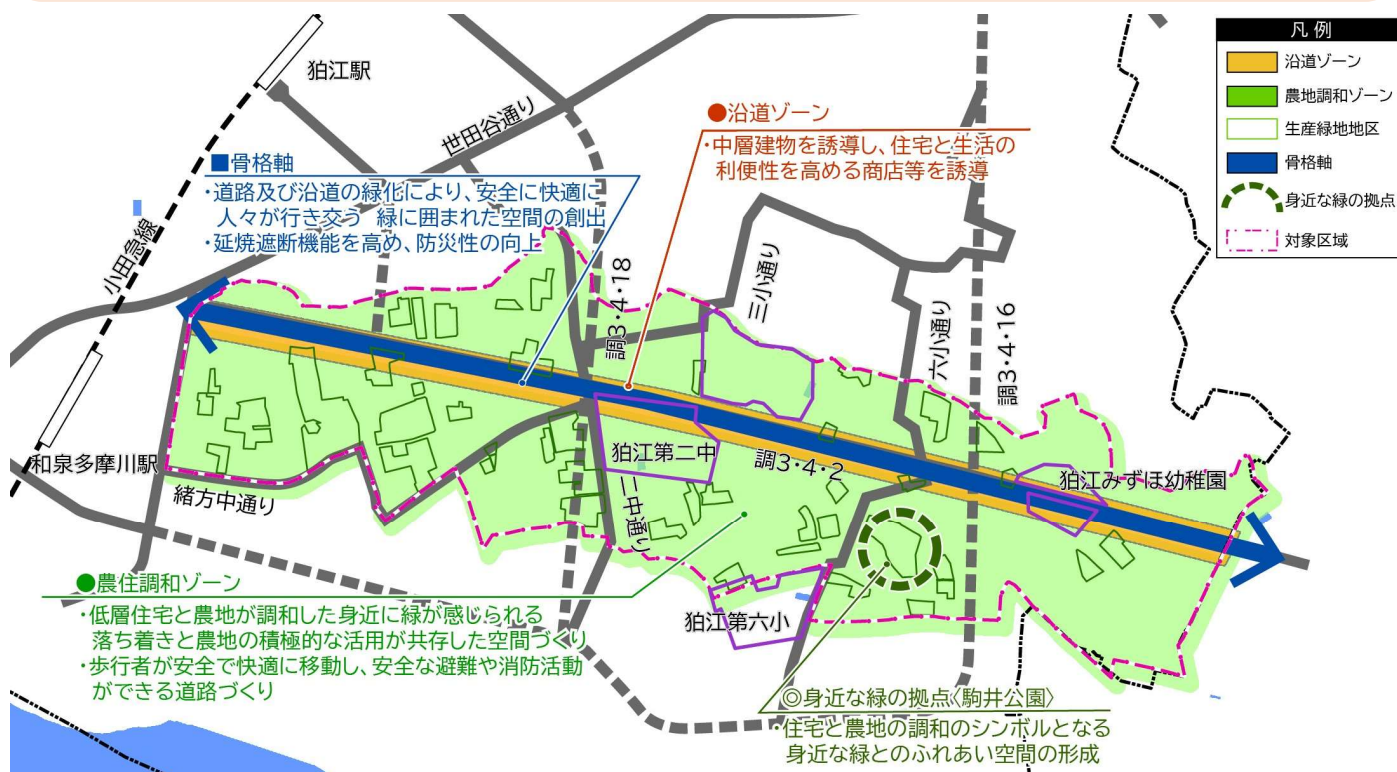 凡例
沿道ゾーン
農地調和ゾーン
生産緑地地区
骨格軸
身近な緑の拠点
対象区域
狛江駅
世田谷通り
小田急線
●沿道ゾーン
・中層建物を誘導し、住宅と生活の
利便性を高める商店等を誘導
■骨格軸
・道路及び沿道の緑化により、安全に快適に
人々が行き交う 緑に囲まれた空間の創出
・延焼遮断機能を高め、防災性の向上
調3・4・18
三小通り
六小通り
調3・4・16
和泉多摩川駅
緒方中通り
狛江第二中
調3・4・2
二中通り
狛江みずほ幼稚園
狛江第六小
●農住調和ゾーン
・低層住宅と農地が調和した身近に緑が感じられる
落ち着きと農地の積極的な活用が共存した空間づくり
・歩行者が安全で快適に移動し、安全な避難や消防活動
ができる道路づくり
◎身近な緑の拠点〈駒井公園〉
・住宅と農地の調和のシンボルとなる
身近な緑とのふれあい空間の形成